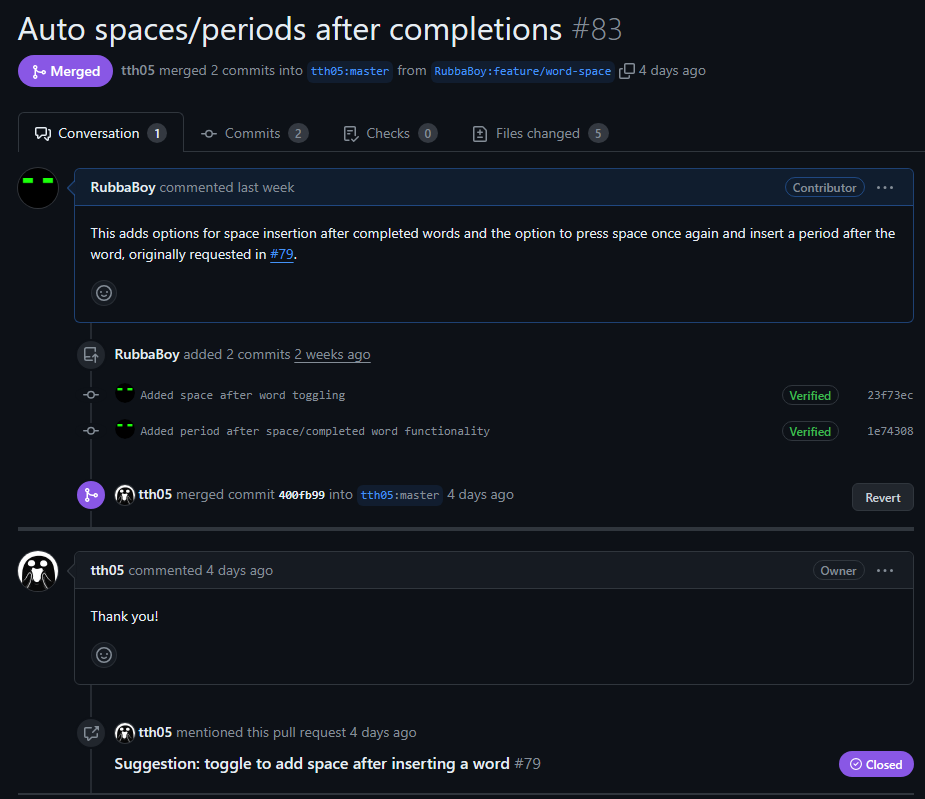 Auto spaces/periods after completions #83
Merged tth05 merged 2 commits into tth05:master from RubbaBoy:feature/word-space 4 days ago
Conversation 1 Commits 2 Checks 0 Files changed 5
RubbaBoy commented last week Contributor
This adds options for space insertion after completed words and the option to press space once again and insert a period after the
word, originally requested in #79.
RubbaBoy added 2 commits 2 weeks ago
Added space after word toggling Verified 23f73ec
Added period after space/completed word functionality Verified 1e74308
tth05 merged commit 400fb99 into tth05:master 4 days ago Revert
tth05 commented 4 days ago Owner
Thank you!
tth05 mentioned this pull request 4 days ago
Suggestion: toggle to add space after inserting a word #79 Closed